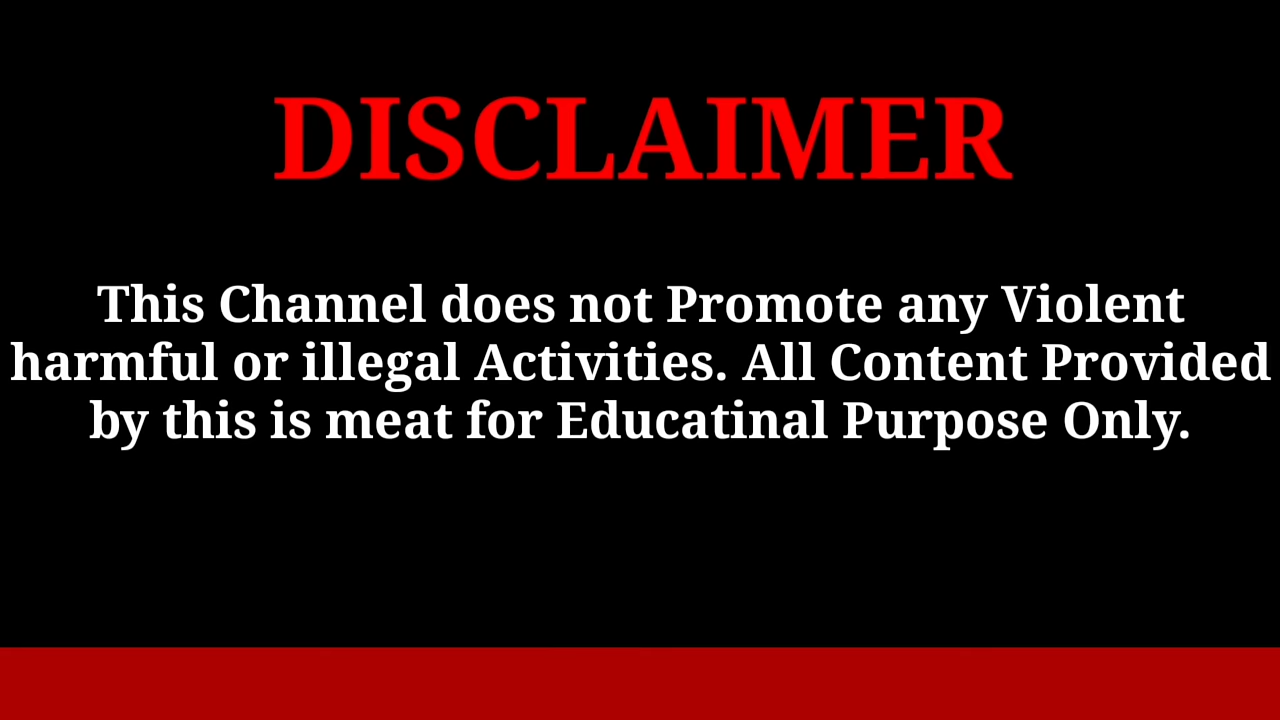 DISCLAIMER
This Channel does not Promote any Violent
harmful or illegal Activities. All Content Provided
by this is meat for Educatinal Purpose Only.